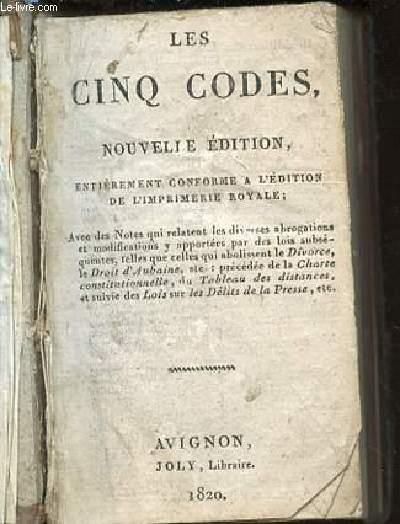 Le-livre.com
LES
CINQ CODES,
NOUVELLE ÉDITION,
ENTIÈREMENT CONFORME A L'ÉDITION
DE L'IMPRIMERIE ROYALE;
Avec des Notes qui relatent les diverses abrogations
et modifications y apportées par des lois subsé-
quentes, telles que celles qui abolissent le Divorce,
le Droit d'Aubaine, etc.; précédée de la Charte
constitutionnelle, du Tableau des distances,
et suivie des Lois sur les Délits de la Presse, etc.
AVIGNON,
JOLY, Libraire.
1820.